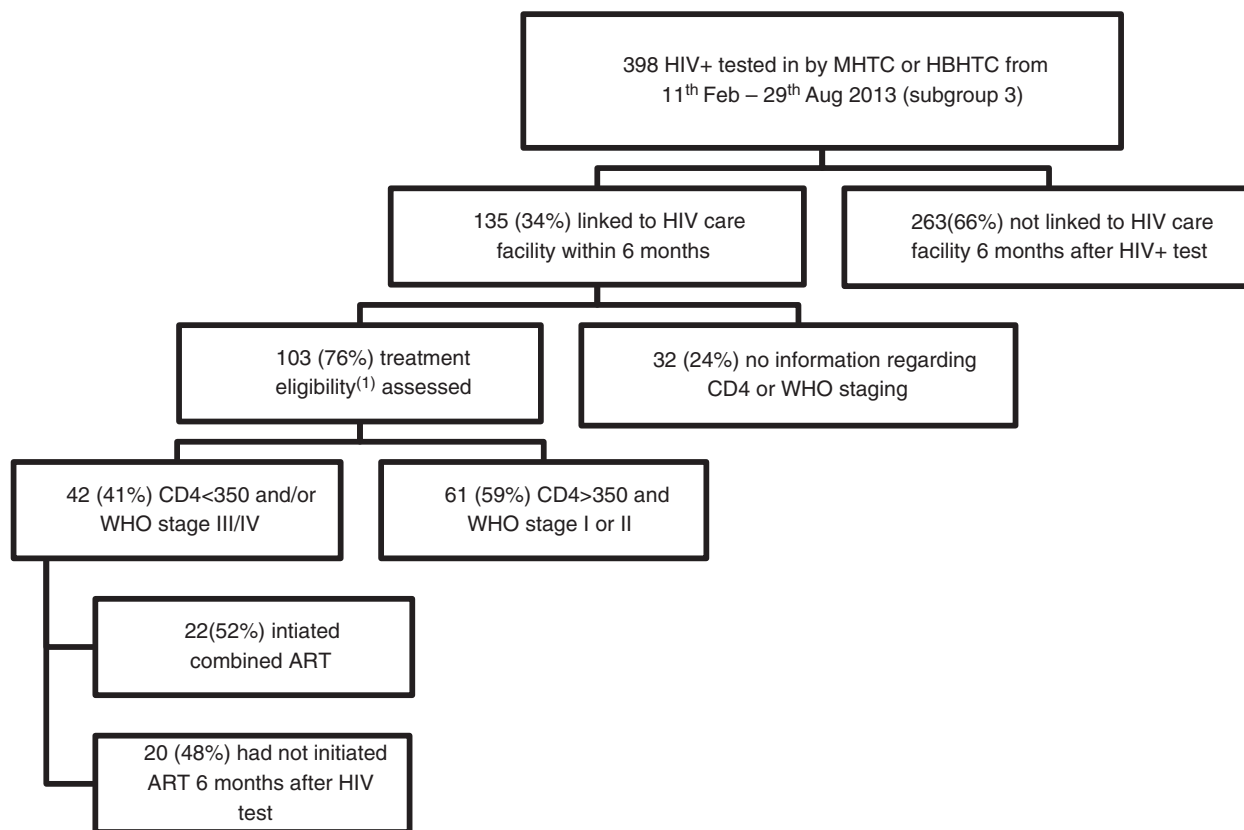 398 HIV+ tested in by MHTC or HBHTC from
11th Feb – 29th Aug 2013 (subgroup 3)
135 (34%) linked to HIV care
facility within 6 months
263(66%) not linked to HIV care
facility 6 months after HIV+ test
103 (76%) treatment
eligibility(1) assessed
32 (24%) no information regarding
CD4 or WHO staging
42 (41%) CD4<350 and/or
WHO stage III/IV
61 (59%) CD4>350 and
WHO stage I or II
22(52%) intiated
combined ART
20 (48%) had not initiated
ART 6 months after HIV
test